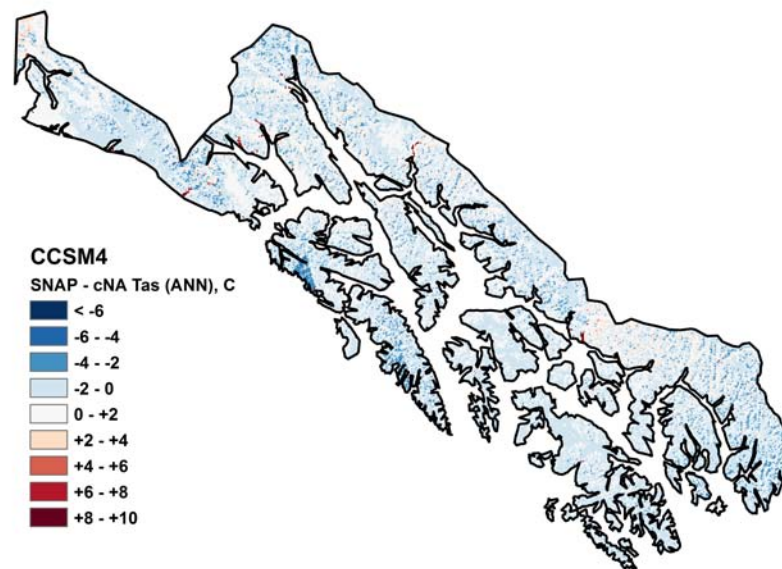 CCSM4
SNAP - cNA Tas (ANN), C
< -6
-6 - -4
-4 - -2
-2 - 0
0 - +2
+2 - +4
+4 - +6
+6 - +8
+8 - +10